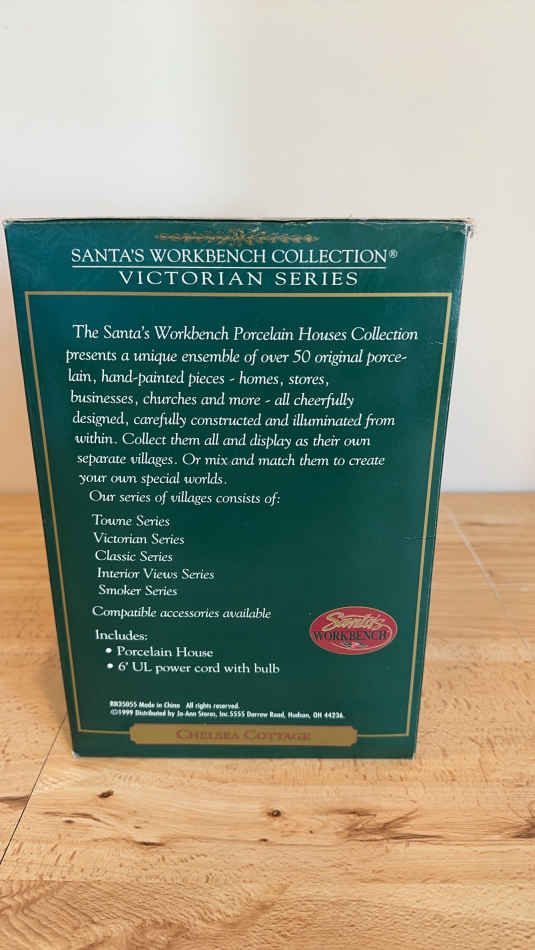 SANTA'S WORKBENCH COLLECTION®
VICTORIAN SERIES
The Santa's Workbench Porcelain Houses Collection
presents a unique ensemble of over 50 original porce-
lain, hand-painted pieces - homes, stores,
businesses, churches and more - all cheerfully
designed, carefully constructed and illuminated from
within. Collect them all and display as their own
separate villages. Or mix and match them to create
your own special worlds.
Our series of villages consists of:
Towne Series
Victorian Series
Classic Series
Interior Views Series
Smoker Series
Compatible accessories available
Includes:
• Porcelain House
• 6' UL power cord with bulb
Santa's
WORKBENCH
RN35055 Made in China All rights reserved.
©1999 Distributed by Jo-Ann Stores, Inc. 5555 Darrow Road, Hudson, OH 44236.
CHELSEA COTTAGE